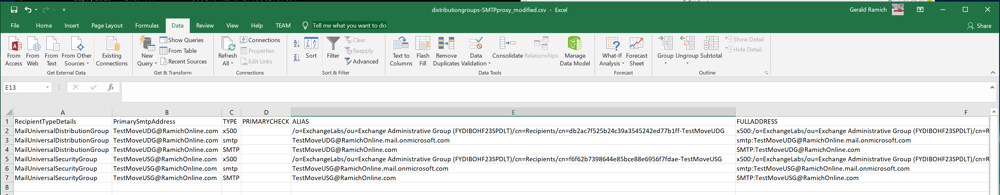 distributiongroups-SMTPproxy_modified.csv - Excel
Gerald Ramich
File Home Insert Page Layout Formulas Data Review View Help TEAM Tell me what you want to do
Share
From Access
From Web
From Text
From Other Sources
Existing Connections
Get External Data
New Query
Show Queries
From Table
Recent Sources
Get & Transform
Refresh All
Connections
Properties
Edit Links
Connections
Sort
Filter
Clear
Reapply
Advanced
Sort & Filter
Text to Columns
Flash Fill
Remove Duplicates
Data Validation
Consolidate
Relationships
Manage Data Model
Data Tools
What-If Analysis
Forecast Sheet
Forecast
Group
Ungroup
Subtotal
Show Detail
Hide Detail
Outline
E13
fx
A B C D E F
1 RecipientTypeDetails PrimarySmtpAddress TYPE PRIMARYCHECK ALIAS FULLADDRESS
2 MailUniversalDistributionGroup TestMoveUDG@RamichOnline.com x500 /o=ExchangeLabs/ou=Exchange Administrative Group (FYDIBOHF23SPDLT)/cn=Recipients/cn=db2ac7f525b24c39a3545242ed77b1ff-TestMoveUDG x500:/o=ExchangeLabs/ou=Exchange Administrative Group (FYDIBOHF23SPDLT)/cn=R
3 MailUniversalDistributionGroup TestMoveUDG@RamichOnline.com smtp TestMoveUDG@RamichOnline.mail.onmicrosoft.com smtp:TestMoveUDG@RamichOnline.mail.onmicrosoft.com
4 MailUniversalDistributionGroup TestMoveUDG@RamichOnline.com SMTP TestMoveUDG@RamichOnline.com SMTP:TestMoveUDG@RamichOnline.com
5 MailUniversalSecurityGroup TestMoveUSG@RamichOnline.com x500 /o=ExchangeLabs/ou=Exchange Administrative Group (FYDIBOHF23SPDLT)/cn=Recipients/cn=f6f62b7398644e85bce88e6956f7fdae-TestMoveUSG x500:/o=ExchangeLabs/ou=Exchange Administrative Group (FYDIBOHF23SPDLT)/cn=R
6 MailUniversalSecurityGroup TestMoveUSG@RamichOnline.com smtp TestMoveUSG@RamichOnline.mail.onmicrosoft.com smtp:TestMoveUSG@RamichOnline.mail.onmicrosoft.com
7 MailUniversalSecurityGroup TestMoveUSG@RamichOnline.com SMTP TestMoveUSG@RamichOnline.com SMTP:TestMoveUSG@RamichOnline.com
8